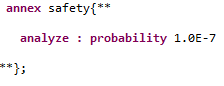 annex safety{**
analyze : probability 1.0E-7
**};